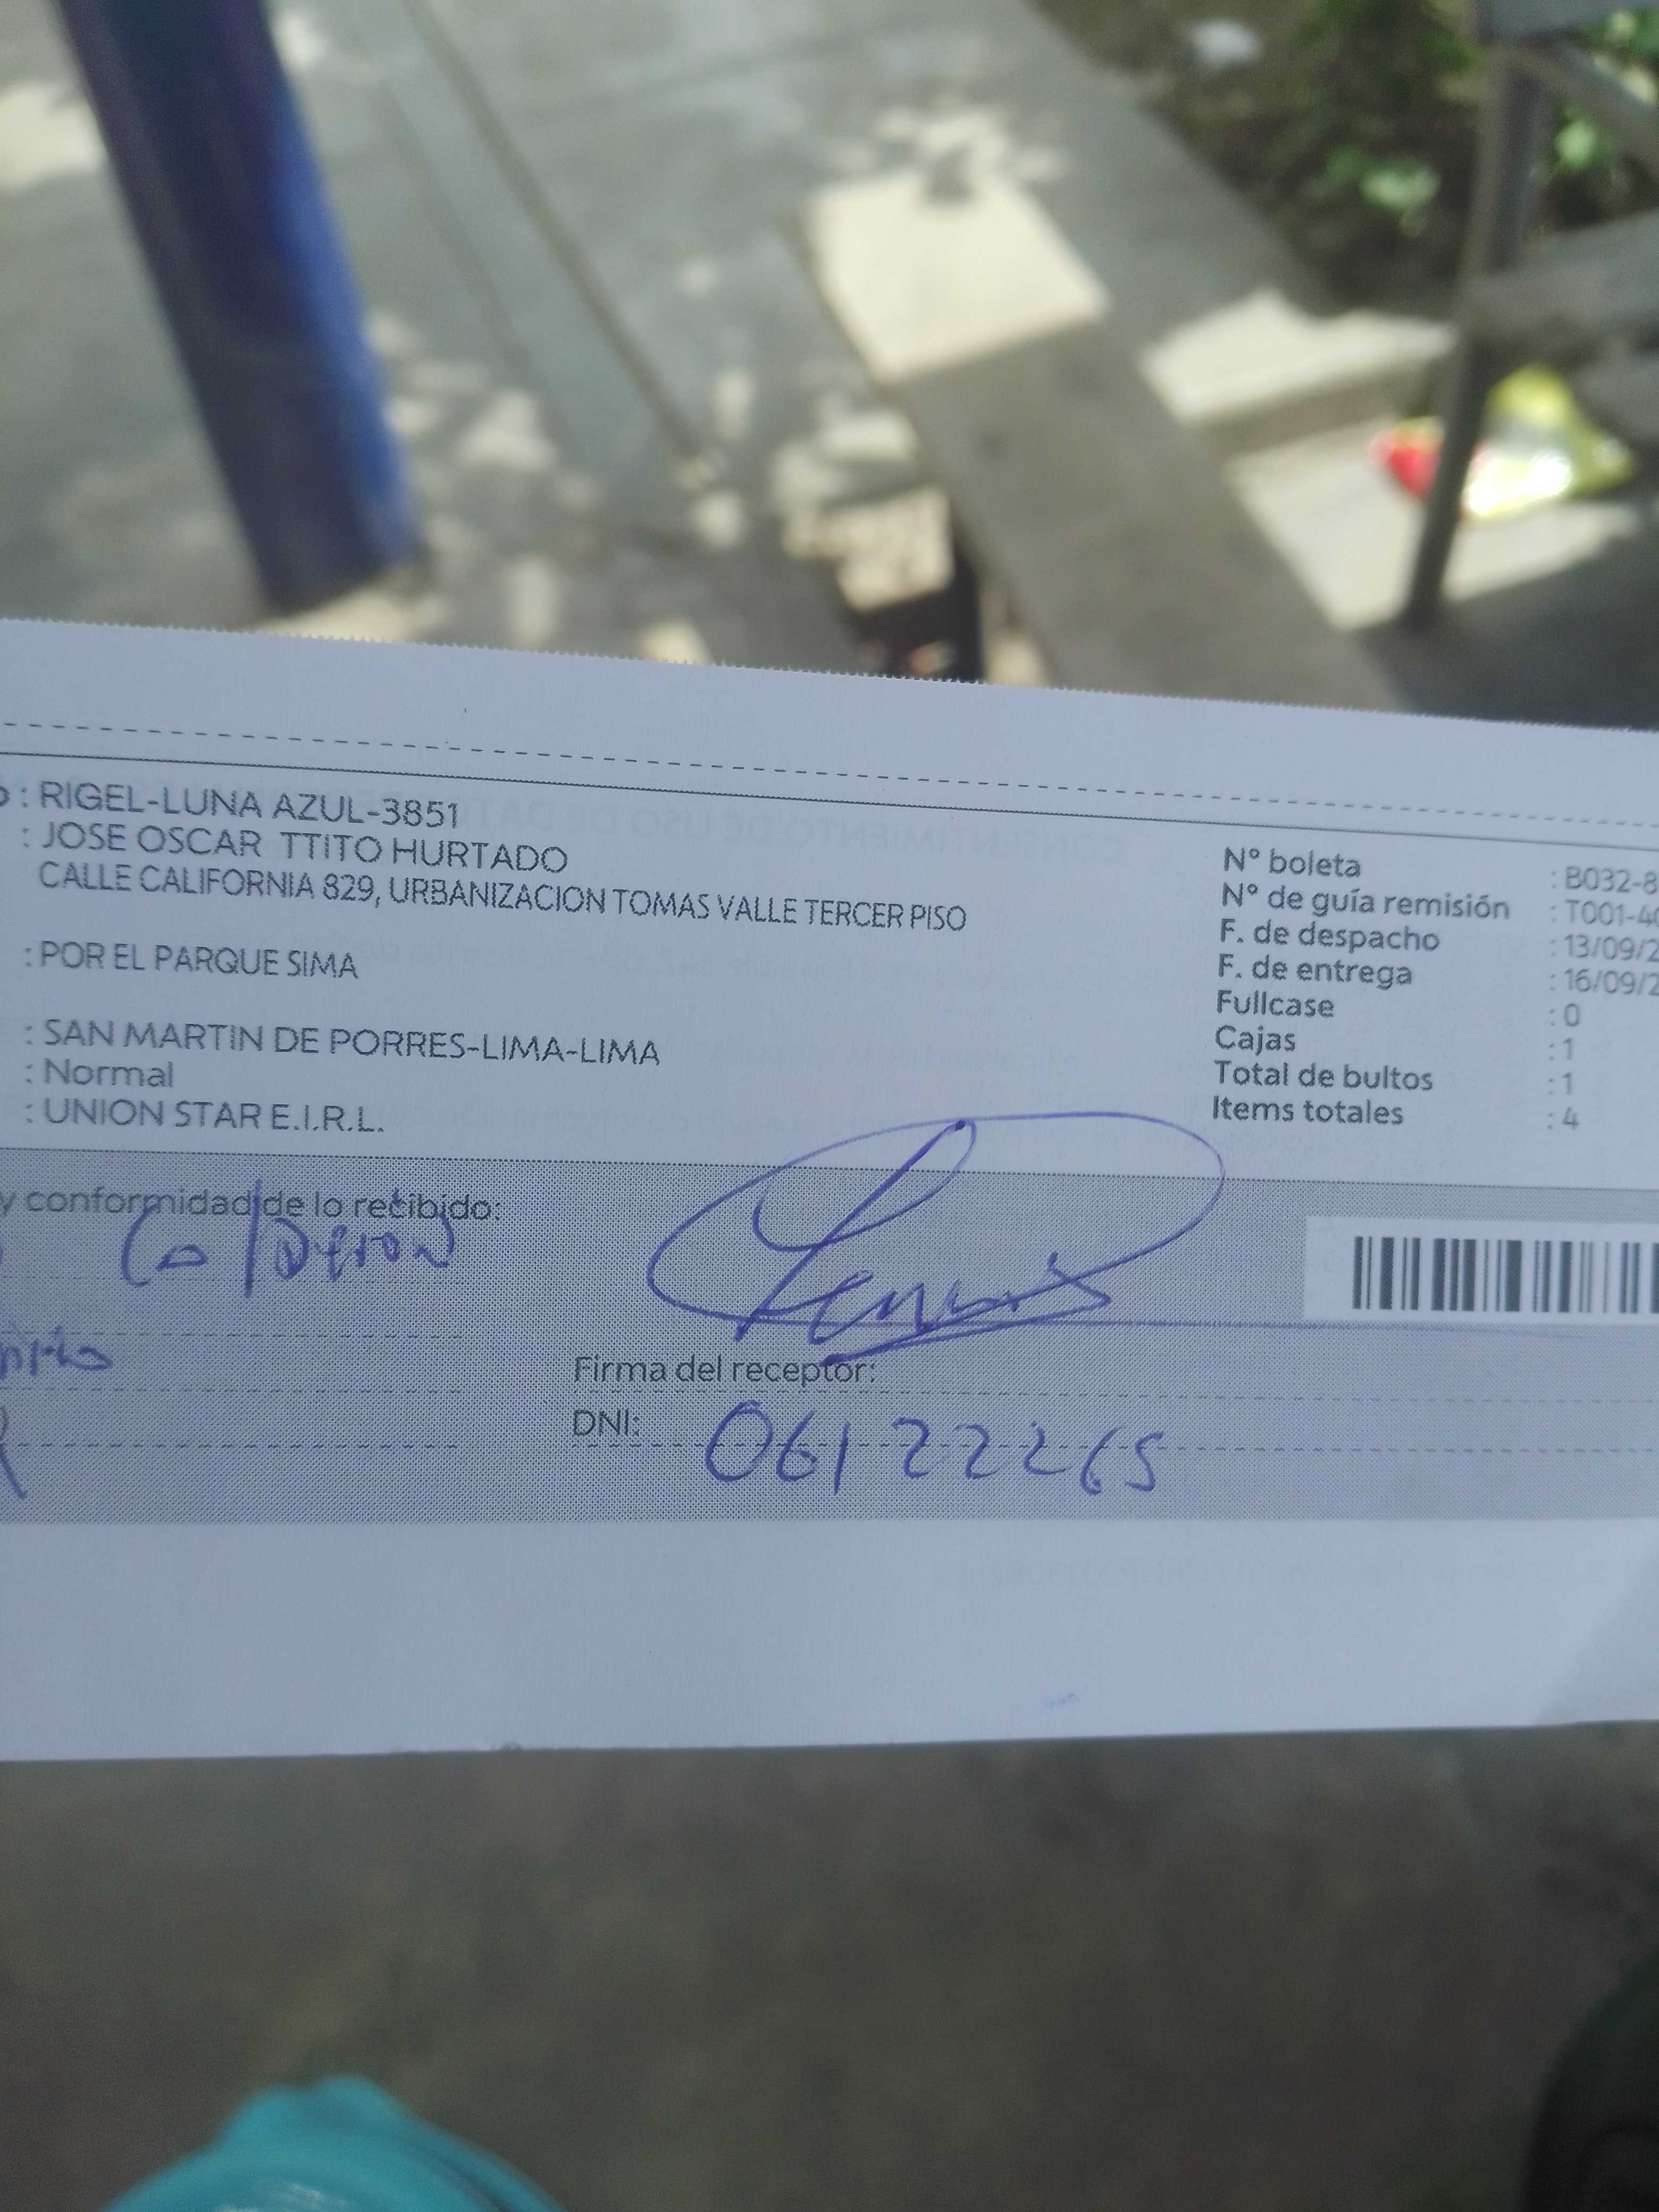 : RIGEL-LUNA AZUL-3851
: JOSE OSCAR TTITO HURTADO
CALLE CALIFORNIA 829, URBANIZACION TOMAS VALLE TERCER PISO
: POR EL PARQUE SIMA
: SAN MARTIN DE PORRES-LIMA-LIMA
: Normal
: UNION STAR E.I.R.L.
N° boleta : B032-8
N° de guía remisión : T001-40
F. de despacho : 13/09/2
F. de entrega : 16/09/2
Fullcase : 0
Cajas : 1
Total de bultos : 1
Items totales : 4
y conformidad de lo recibido:
Firma del receptor:
DNI: 06122265